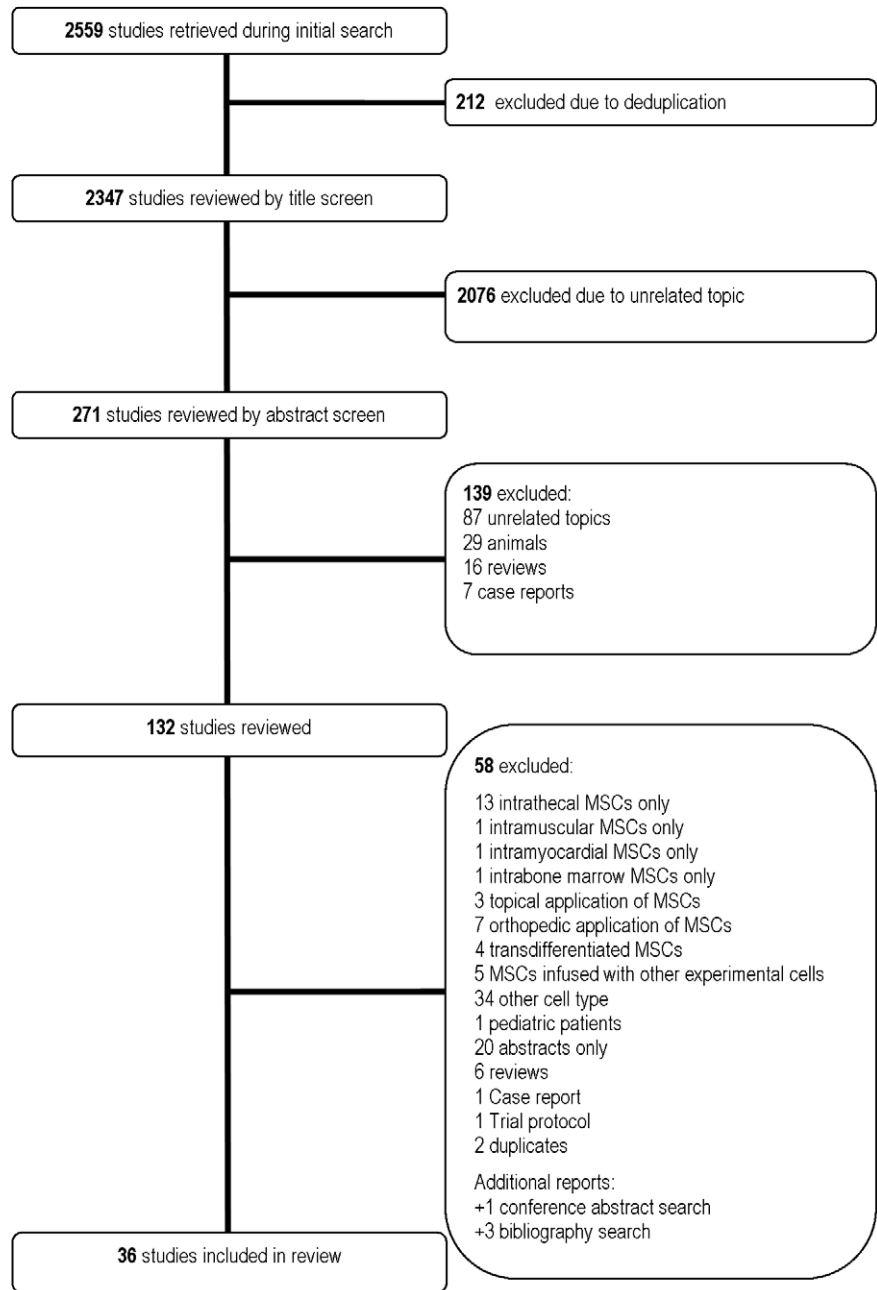 2559 studies retrieved during initial search
212 excluded due to deduplication
2347 studies reviewed by title screen
2076 excluded due to unrelated topic
271 studies reviewed by abstract screen
139 excluded:
87 unrelated topics
29 animals
16 reviews
7 case reports
132 studies reviewed
58 excluded:
13 intrathecal MSCs only
1 intramuscular MSCs only
1 intramyocardial MSCs only
1 intrabone marrow MSCs only
3 topical application of MSCs
7 orthopedic application of MSCs
4 transdifferentiated MSCs
5 MSCs infused with other experimental cells
34 other cell type
1 pediatric patients
20 abstracts only
6 reviews
1 Case report
1 Trial protocol
2 duplicates
Additional reports:
+1 conference abstract search
+3 bibliography search
36 studies included in review